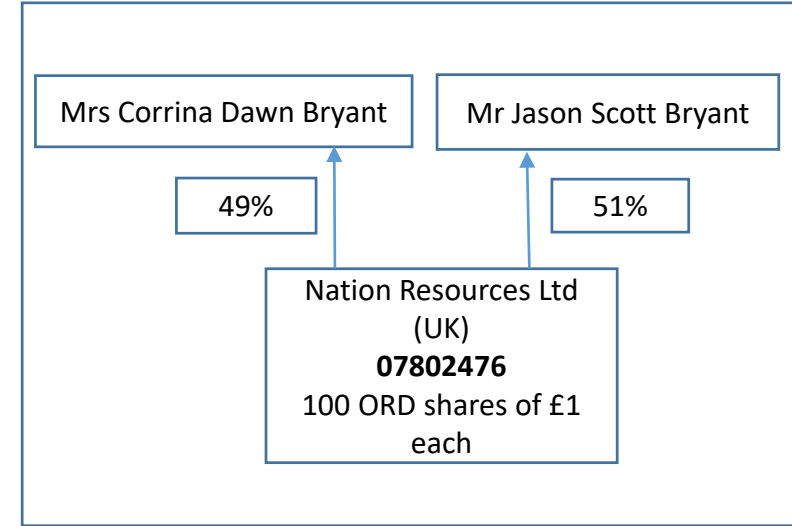 Mrs Corrina Dawn Bryant
Mr Jason Scott Bryant
49%
51%
Nation Resources Ltd
(UK)
07802476
100 ORD shares of £1
each